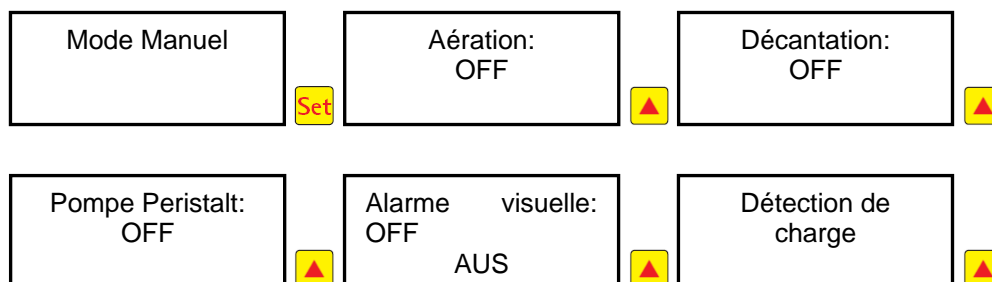 Mode Manuel
Set
Aération:
OFF
Décantation:
OFF
Pompe Peristalt:
OFF
Alarme visuelle:
OFF
AUS
Détection de
charge